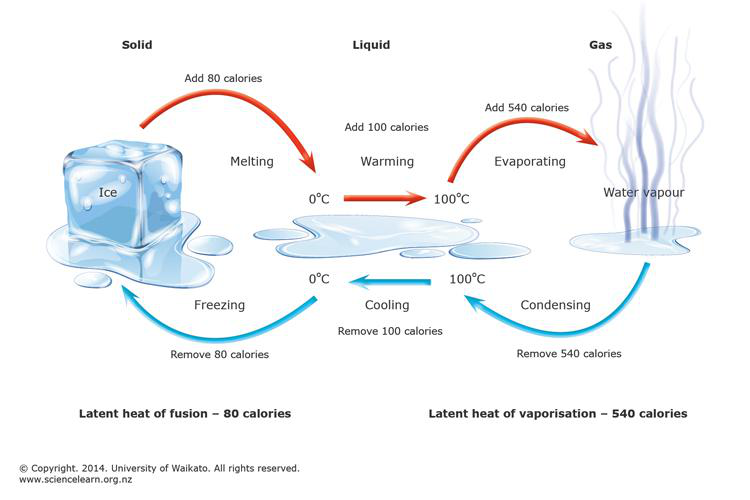 Solid
Liquid
Gas
Add 80 calories
Add 540 calories
Add 100 calories
Melting
Warming
Evaporating
Ice
0°C
100°C
Water vapour
0°C
100°C
Freezing
Cooling
Condensing
Remove 100 calories
Remove 80 calories
Remove 540 calories
Latent heat of fusion – 80 calories
Latent heat of vaporisation – 540 calories
© Copyright. 2014. University of Waikato. All rights reserved.
www.sciencelearn.org.nz